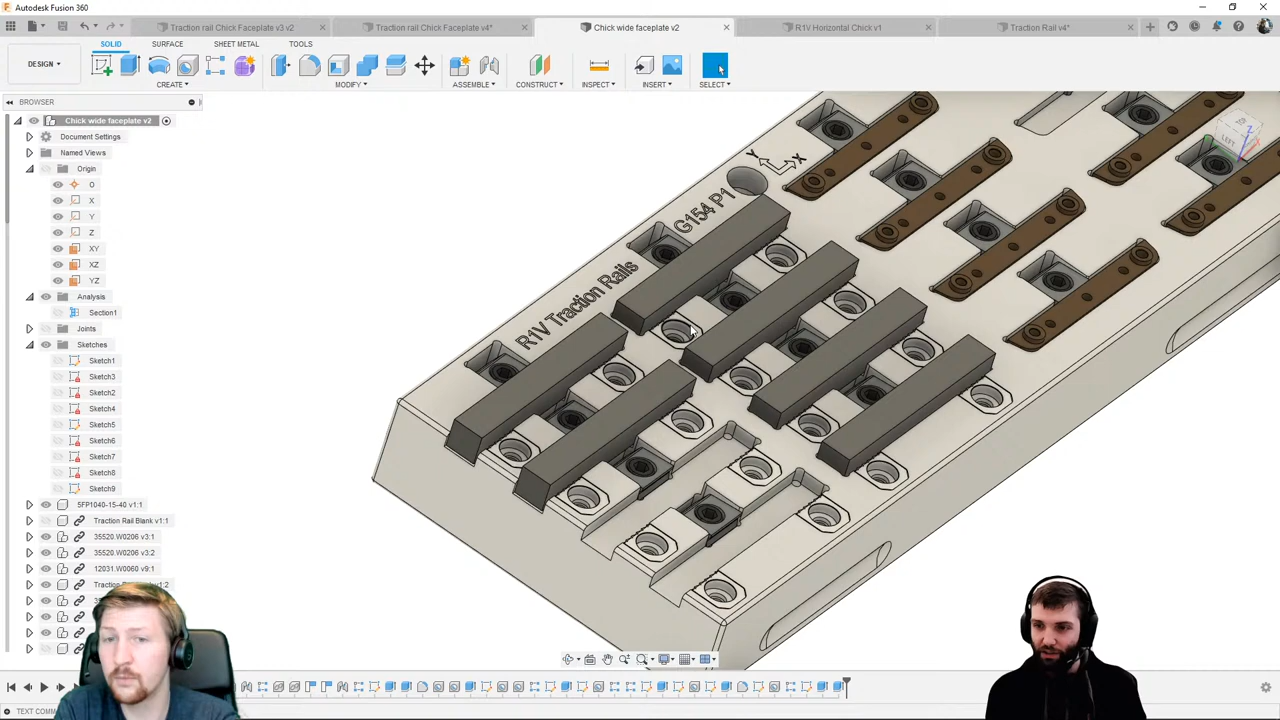 Autodesk Fusion 360
Traction rail Chick Faceplate v3 v2
Traction rail Chick Faceplate v4*
Chick wide faceplate v2
R1V Horizontal Chick v1
Traction Rail v4*
SOLID
SURFACE
SHEET METAL
TOOLS
DESIGN
CREATE
MODIFY
ASSEMBLE
CONSTRUCT
INSPECT
INSERT
SELECT
BROWSER
Chick wide faceplate v2
Document Settings
Named Views
Origin
O
X
Y
Z
XY
XZ
YZ
Analysis
Section1
Joints
Sketches
Sketch1
Sketch3
Sketch2
Sketch4
Sketch5
Sketch6
Sketch7
Sketch8
Sketch9
5FP1040-15-40 v1:1
Traction Rail Blank v1:1
35520.W0206 v3:1
35520.W0206 v3:2
12031.W0060 v9:1
Y
X
G154 P1
R1V Traction Rails
LEFT
Z
TEXT COMM